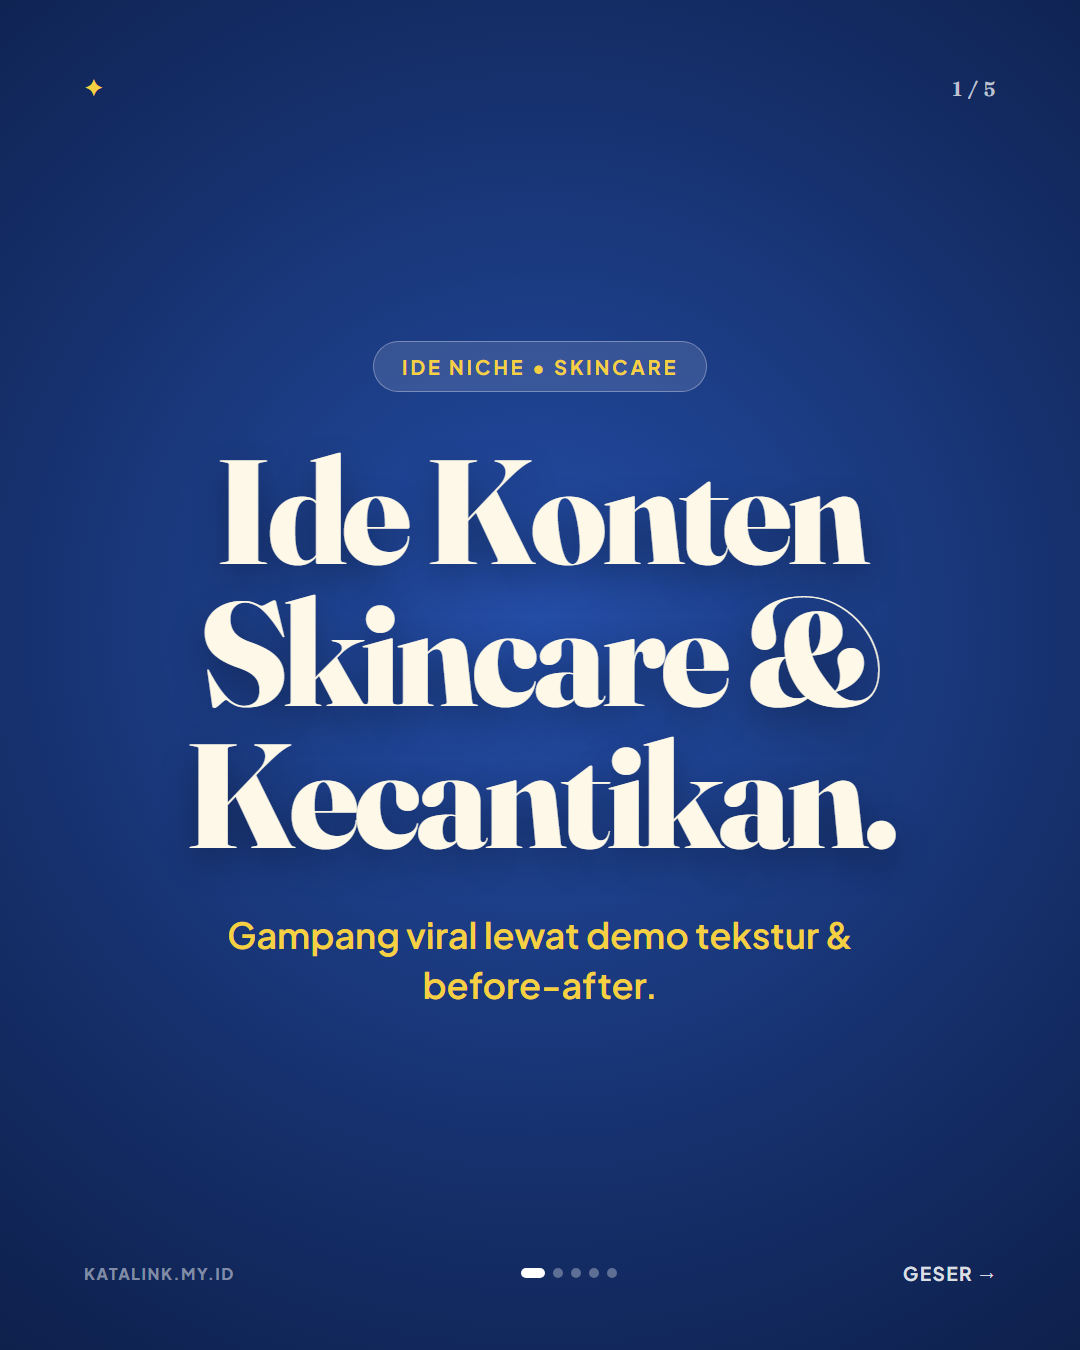 1 / 5
IDE NICHE ● SKINCARE
Ide Konten
Skincare &
Kecantikan.
Gampang viral lewat demo tekstur &
before–after.
KATALINK.MY.ID
GESER →